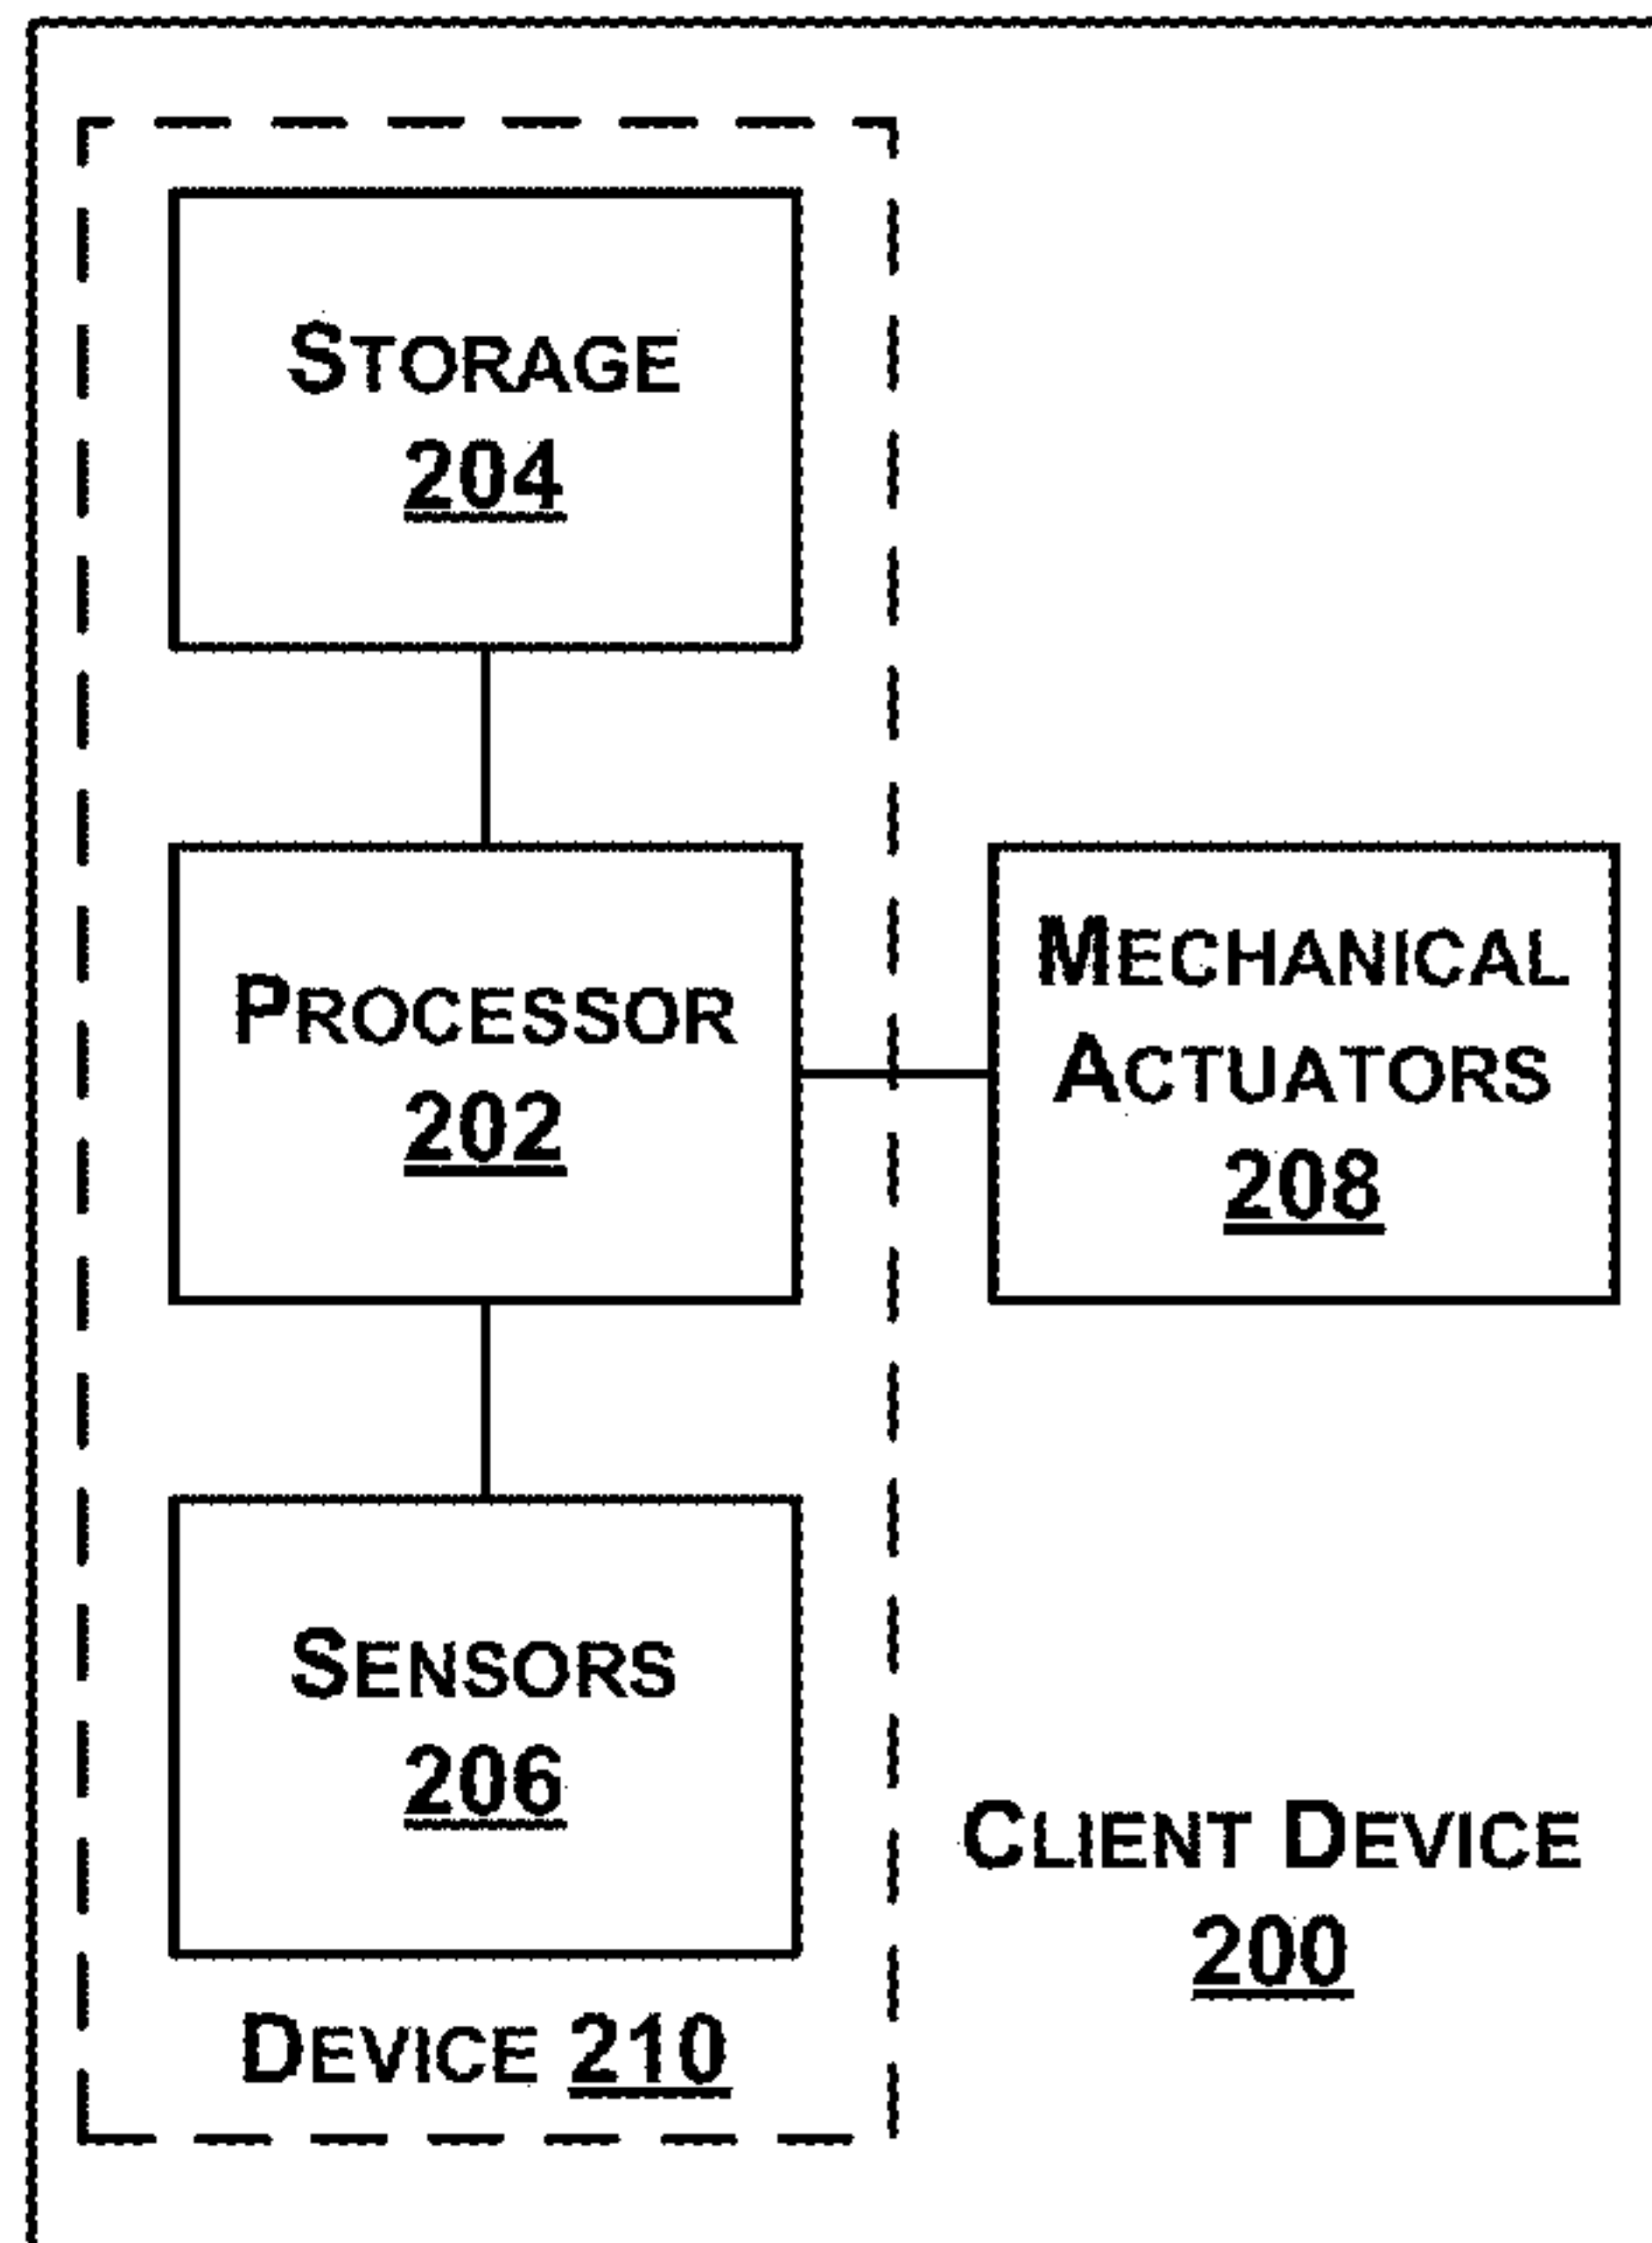 STORAGE
204
PROCESSOR
202
MECHANICAL
ACTUATORS
208
SENSORS
206
DEVICE 210
CLIENT DEVICE
200